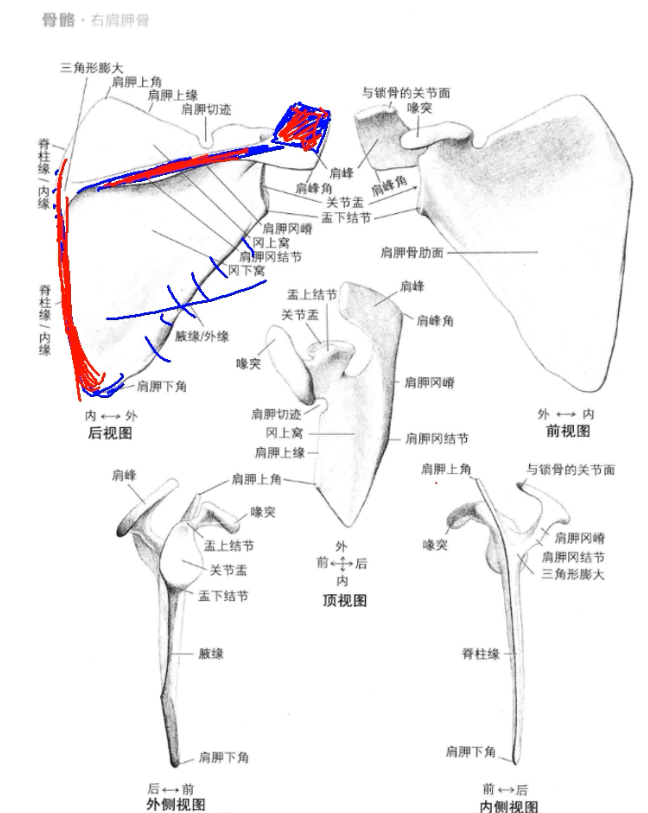 骨骼·右肩胛骨
三角形膨大
肩胛上角
肩胛上缘
肩胛切迹
脊柱缘/内缘
脊柱缘/内缘
肩峰
肩峰角
关节盂
盂下结节
肩胛冈嵴
冈上窝
肩胛冈结节
冈下窝
腋缘/外缘
肩胛下角
内↔外
后视图
与锁骨的关节面
喙突
肩峰角
肩胛骨肋面
外↔内
前视图
盂上结节
关节盂
喙突
肩胛切迹
冈上窝
肩胛上缘
肩胛上角
肩峰
肩峰角
肩胛冈嵴
肩胛冈结节
外
前 后
内
顶视图
肩峰
喙突
盂上结节
关节盂
盂下结节
腋缘
肩胛下角
后↔前
外侧视图
肩胛上角
与锁骨的关节面
喙突
肩胛冈嵴
肩胛冈结节
三角形膨大
脊柱缘
肩胛下角
前↔后
内侧视图